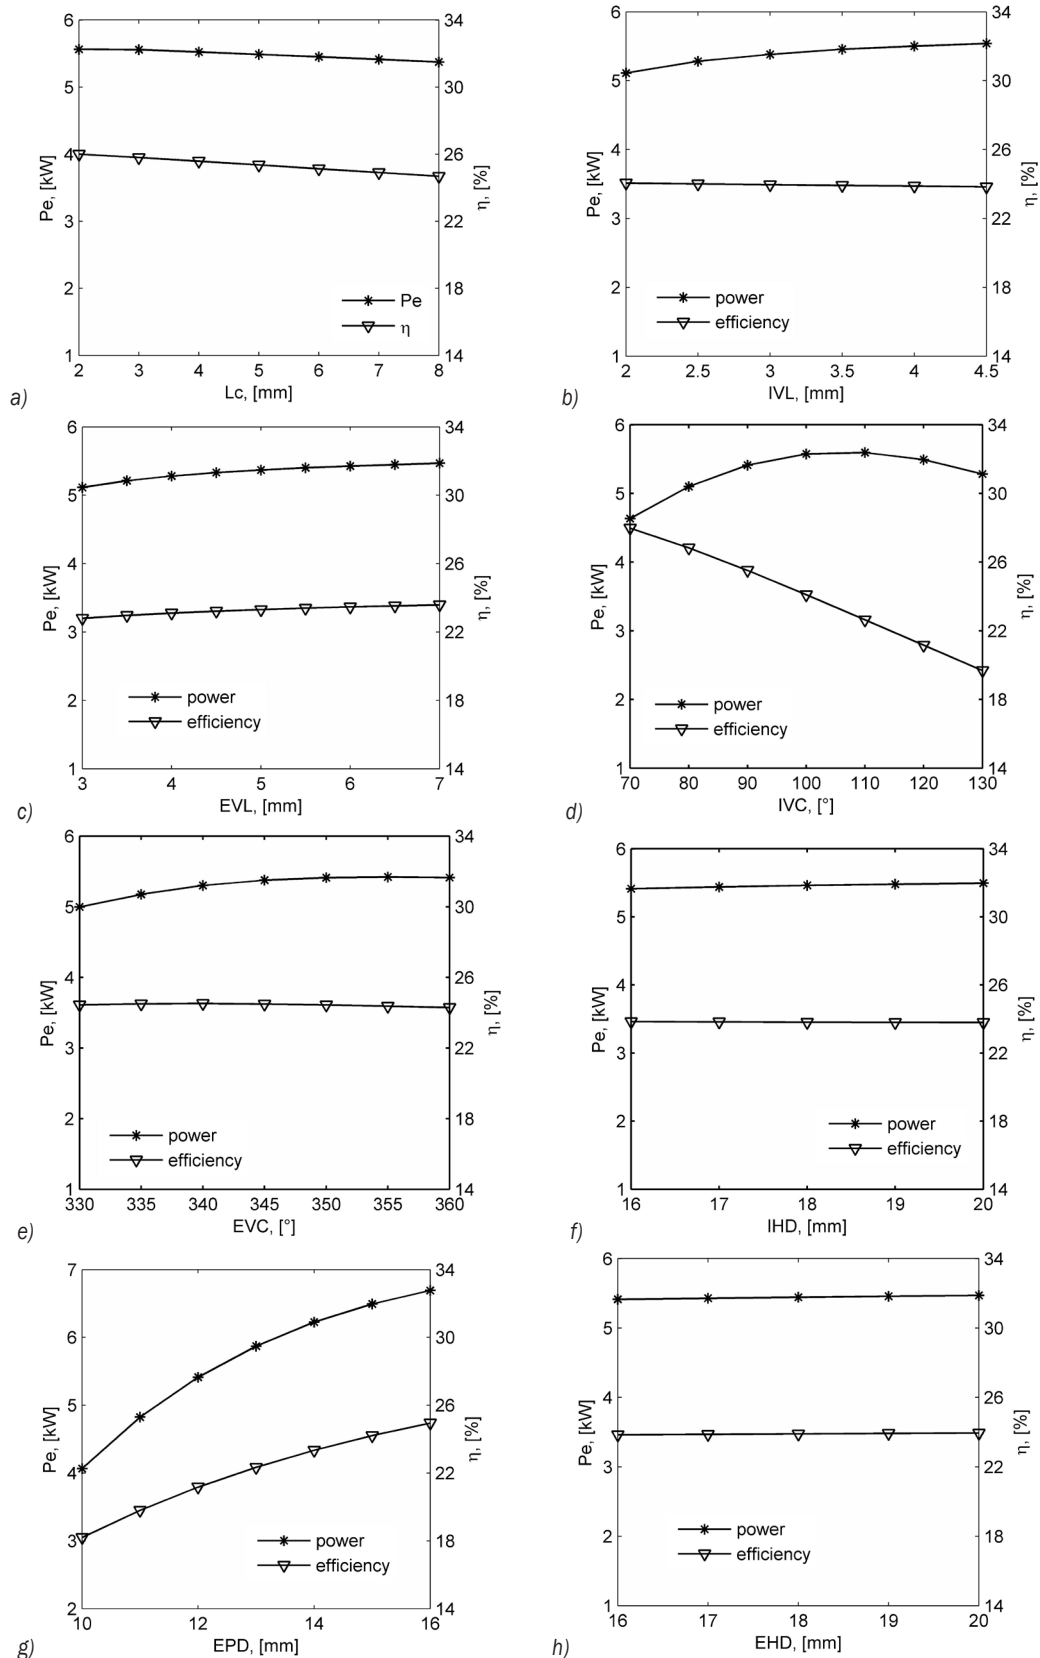 6
5
4
3
2
1
Pe, [kW]
34
30
26
22
18
14
η, [%]
Pe
η
2 3 4 5 6 7 8
Lc, [mm]
a)
6
5
4
3
2
1
Pe, [kW]
34
30
26
22
18
14
η, [%]
power
efficiency
2 2.5 3 3.5 4 4.5
IVL, [mm]
b)
6
5
4
3
2
1
Pe, [kW]
34
30
26
22
18
14
η, [%]
power
efficiency
3 4 5 6 7
EVL, [mm]
c)
6
5
4
3
2
1
Pe, [kW]
34
30
26
22
18
14
η, [%]
power
efficiency
70 80 90 100 110 120 130
IVC, [°]
d)
6
5
4
3
2
1
Pe, [kW]
34
30
26
22
18
14
η, [%]
power
efficiency
330 335 340 345 350 355 360
EVC, [°]
e)
6
5
4
3
2
1
Pe, [kW]
34
30
26
22
18
14
η, [%]
power
efficiency
16 17 18 19 20
IHD, [mm]
f)
7
6
5
4
3
2
Pe, [kW]
34
30
26
22
18
14
η, [%]
power
efficiency
10 12 14 16
EPD, [mm]
g)
6
5
4
3
2
1
Pe, [kW]
34
30
26
22
18
14
η, [%]
power
efficiency
16 17 18 19 20
EHD, [mm]
h)